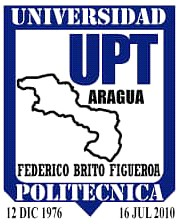 UNIVERSIDAD
UPT
ARAGUA
FEDERICO BRITO FIGUEROA
POLITECNICA
12 DIC 1976 16 JUL 2010